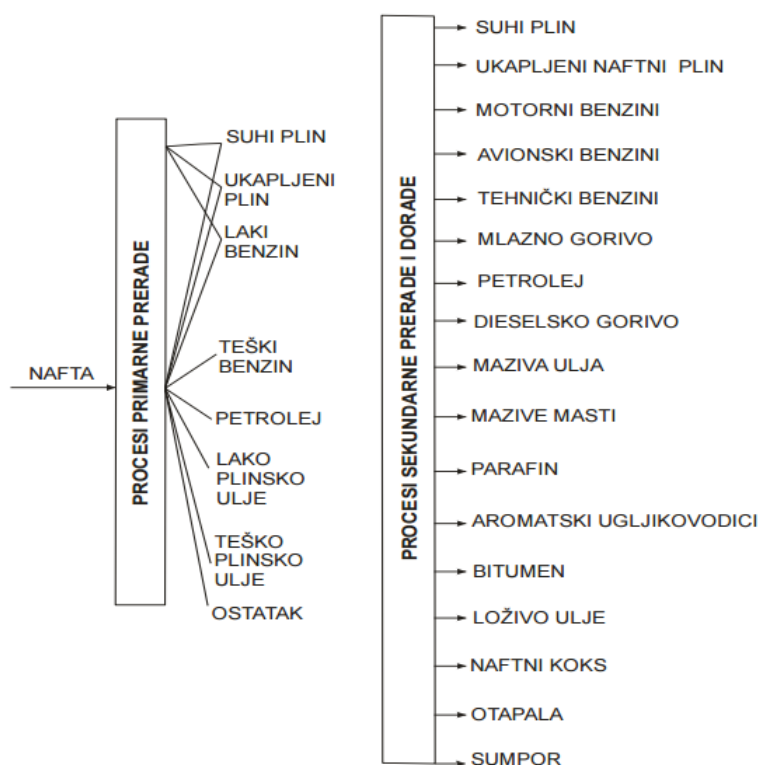 NAFTA
PROCESI PRIMARNE PRERADE
SUHI PLIN
UKAPLJENI
PLIN
LAKI
BENZIN
TEŠKI
BENZIN
PETROLEJ
LAKO
PLINSKO
ULJE
TEŠKO
PLINSKO
ULJE
OSTATAK
PROCESI SEKUNDARNE PRERADE I DORADE
SUHI PLIN
UKAPLJENI NAFTNI PLIN
MOTORNI BENZINI
AVIONSKI BENZINI
TEHNIČKI BENZINI
MLAZNO GORIVO
PETROLEJ
DIESELSKO GORIVO
MAZIVA ULJA
MAZIVE MASTI
PARAFIN
AROMATSKI UGLJIKOVODICI
BITUMEN
LOŽIVO ULJE
NAFTNI KOKS
OTAPALA
SUMPOR